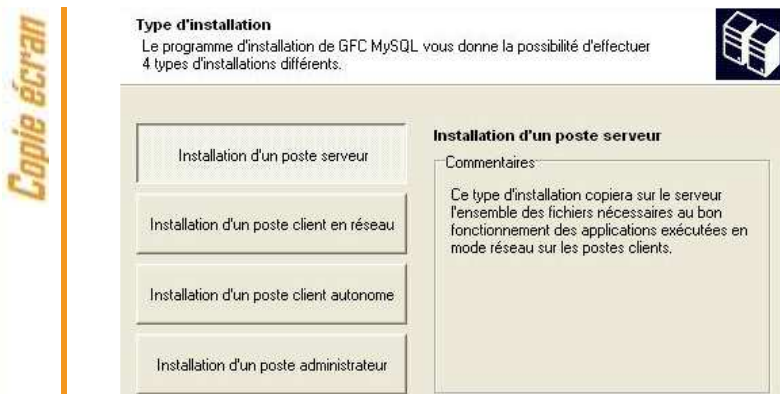 Copie écran
Type d'installation
Le programme d'installation de GFC MySQL vous donne la possibilité d'effectuer
4 types d'installations différents.
Installation d'un poste serveur
Installation d'un poste client en réseau
Installation d'un poste client autonome
Installation d'un poste administrateur
Installation d'un poste serveur
Commentaires
Ce type d'installation copiera sur le serveur
l'ensemble des fichiers nécessaires au bon
fonctionnement des applications exécutées en
mode réseau sur les postes clients.